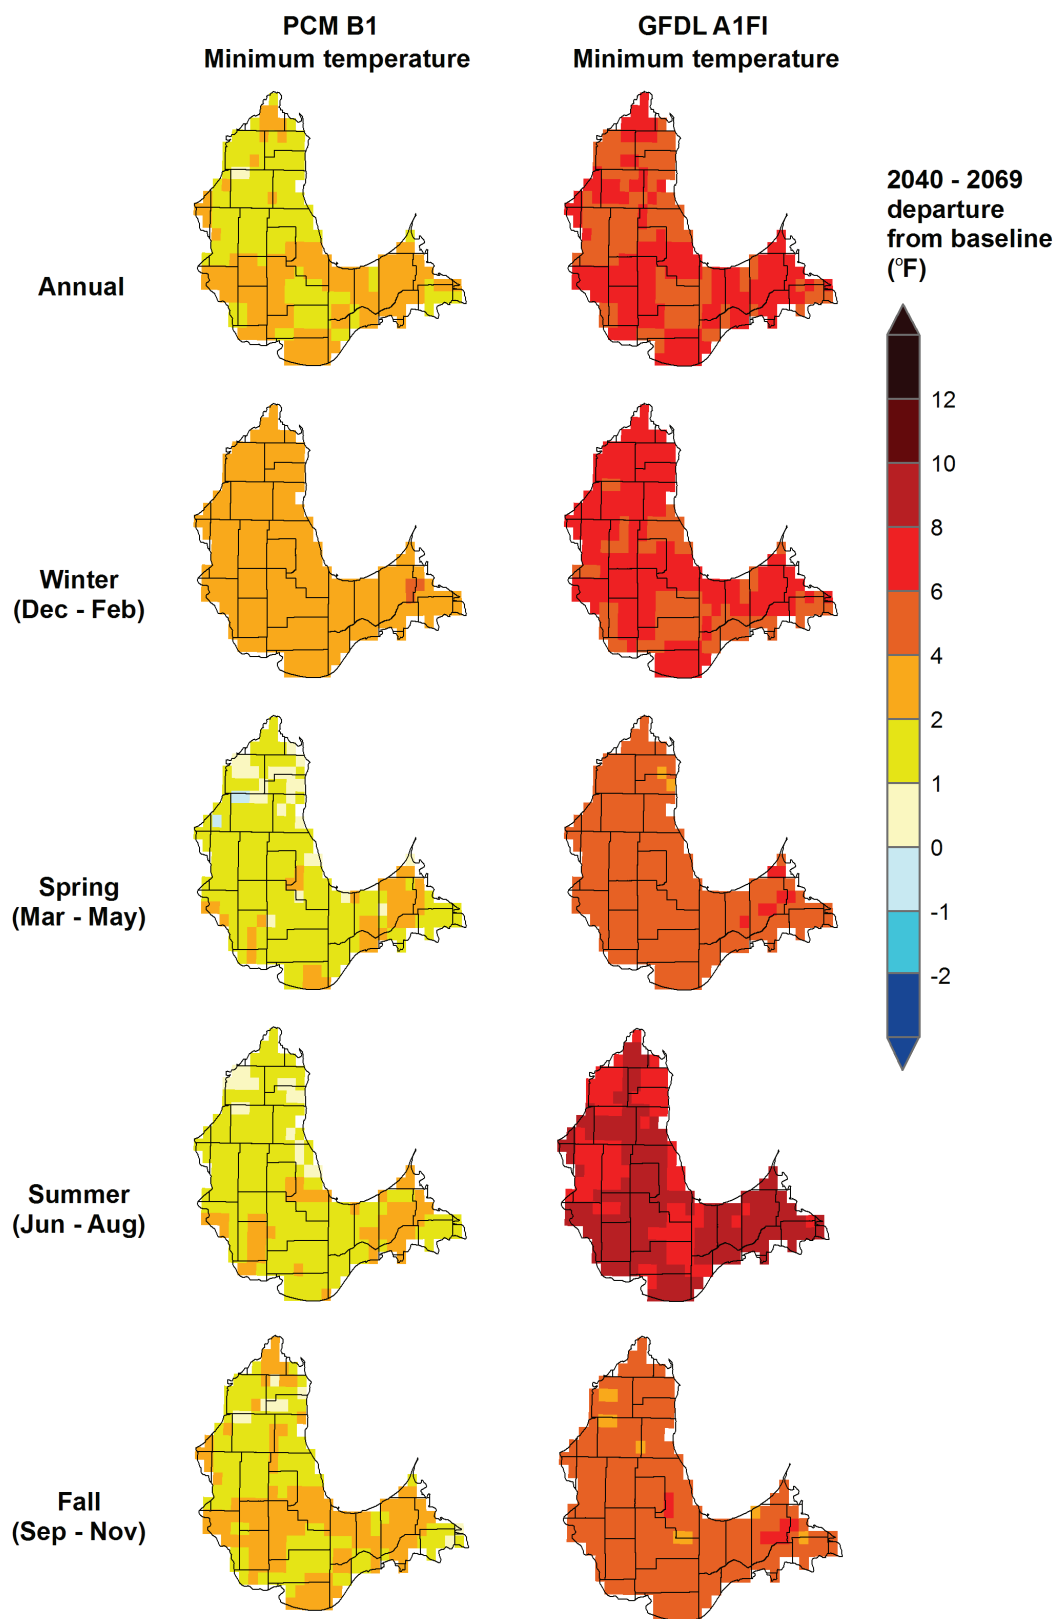 PCM B1
Minimum temperature
GFDL A1FI
Minimum temperature
2040 - 2069
departure
from baseline
(°F)
Annual
12
10
8
Winter
(Dec - Feb)
6
4
2
1
0
Spring
(Mar - May)
-1
-2
Summer
(Jun - Aug)
Fall
(Sep - Nov)